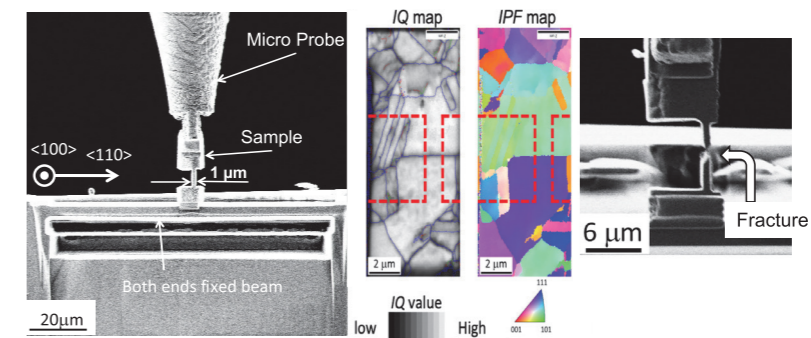 Micro Probe
Sample
<100>
<110>
1 μm
Both ends fixed beam
20μm
IQ map
IPF map
2 μm
2 μm
IQ value
low
High
111
001
101
Fracture
6 μm